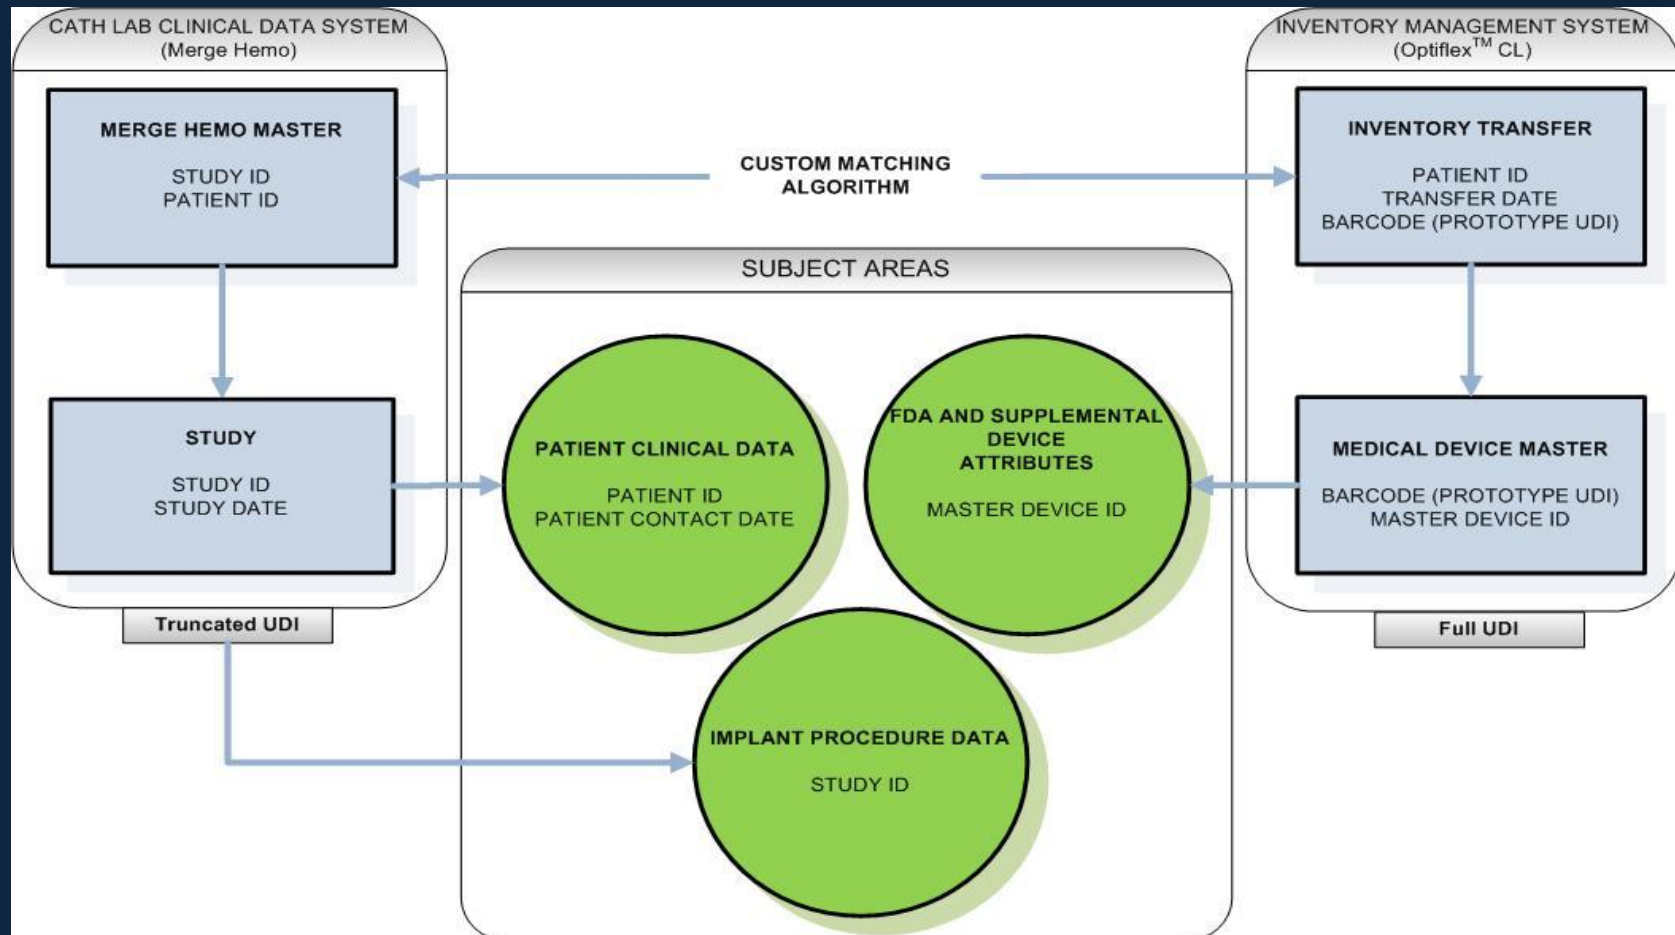 CATH LAB CLINICAL DATA SYSTEM
(Merge Hemo)
MERGE HEMO MASTER
STUDY ID
PATIENT ID
STUDY
STUDY ID
STUDY DATE
Truncated UDI
CUSTOM MATCHING
ALGORITHM
SUBJECT AREAS
PATIENT CLINICAL DATA
PATIENT ID
PATIENT CONTACT DATE
FDA AND SUPPLEMENTAL
DEVICE
ATTRIBUTES
MASTER DEVICE ID
IMPLANT PROCEDURE DATA
STUDY ID
INVENTORY MANAGEMENT SYSTEM
(Optiflex™ CL)
INVENTORY TRANSFER
PATIENT ID
TRANSFER DATE
BARCODE (PROTOTYPE UDI)
MEDICAL DEVICE MASTER
BARCODE (PROTOTYPE UDI)
MASTER DEVICE ID
Full UDI